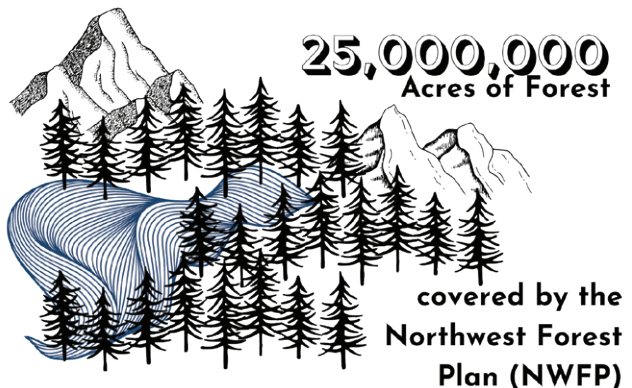 25,000,000
Acres of Forest
covered by the
Northwest Forest
Plan (NWFP)